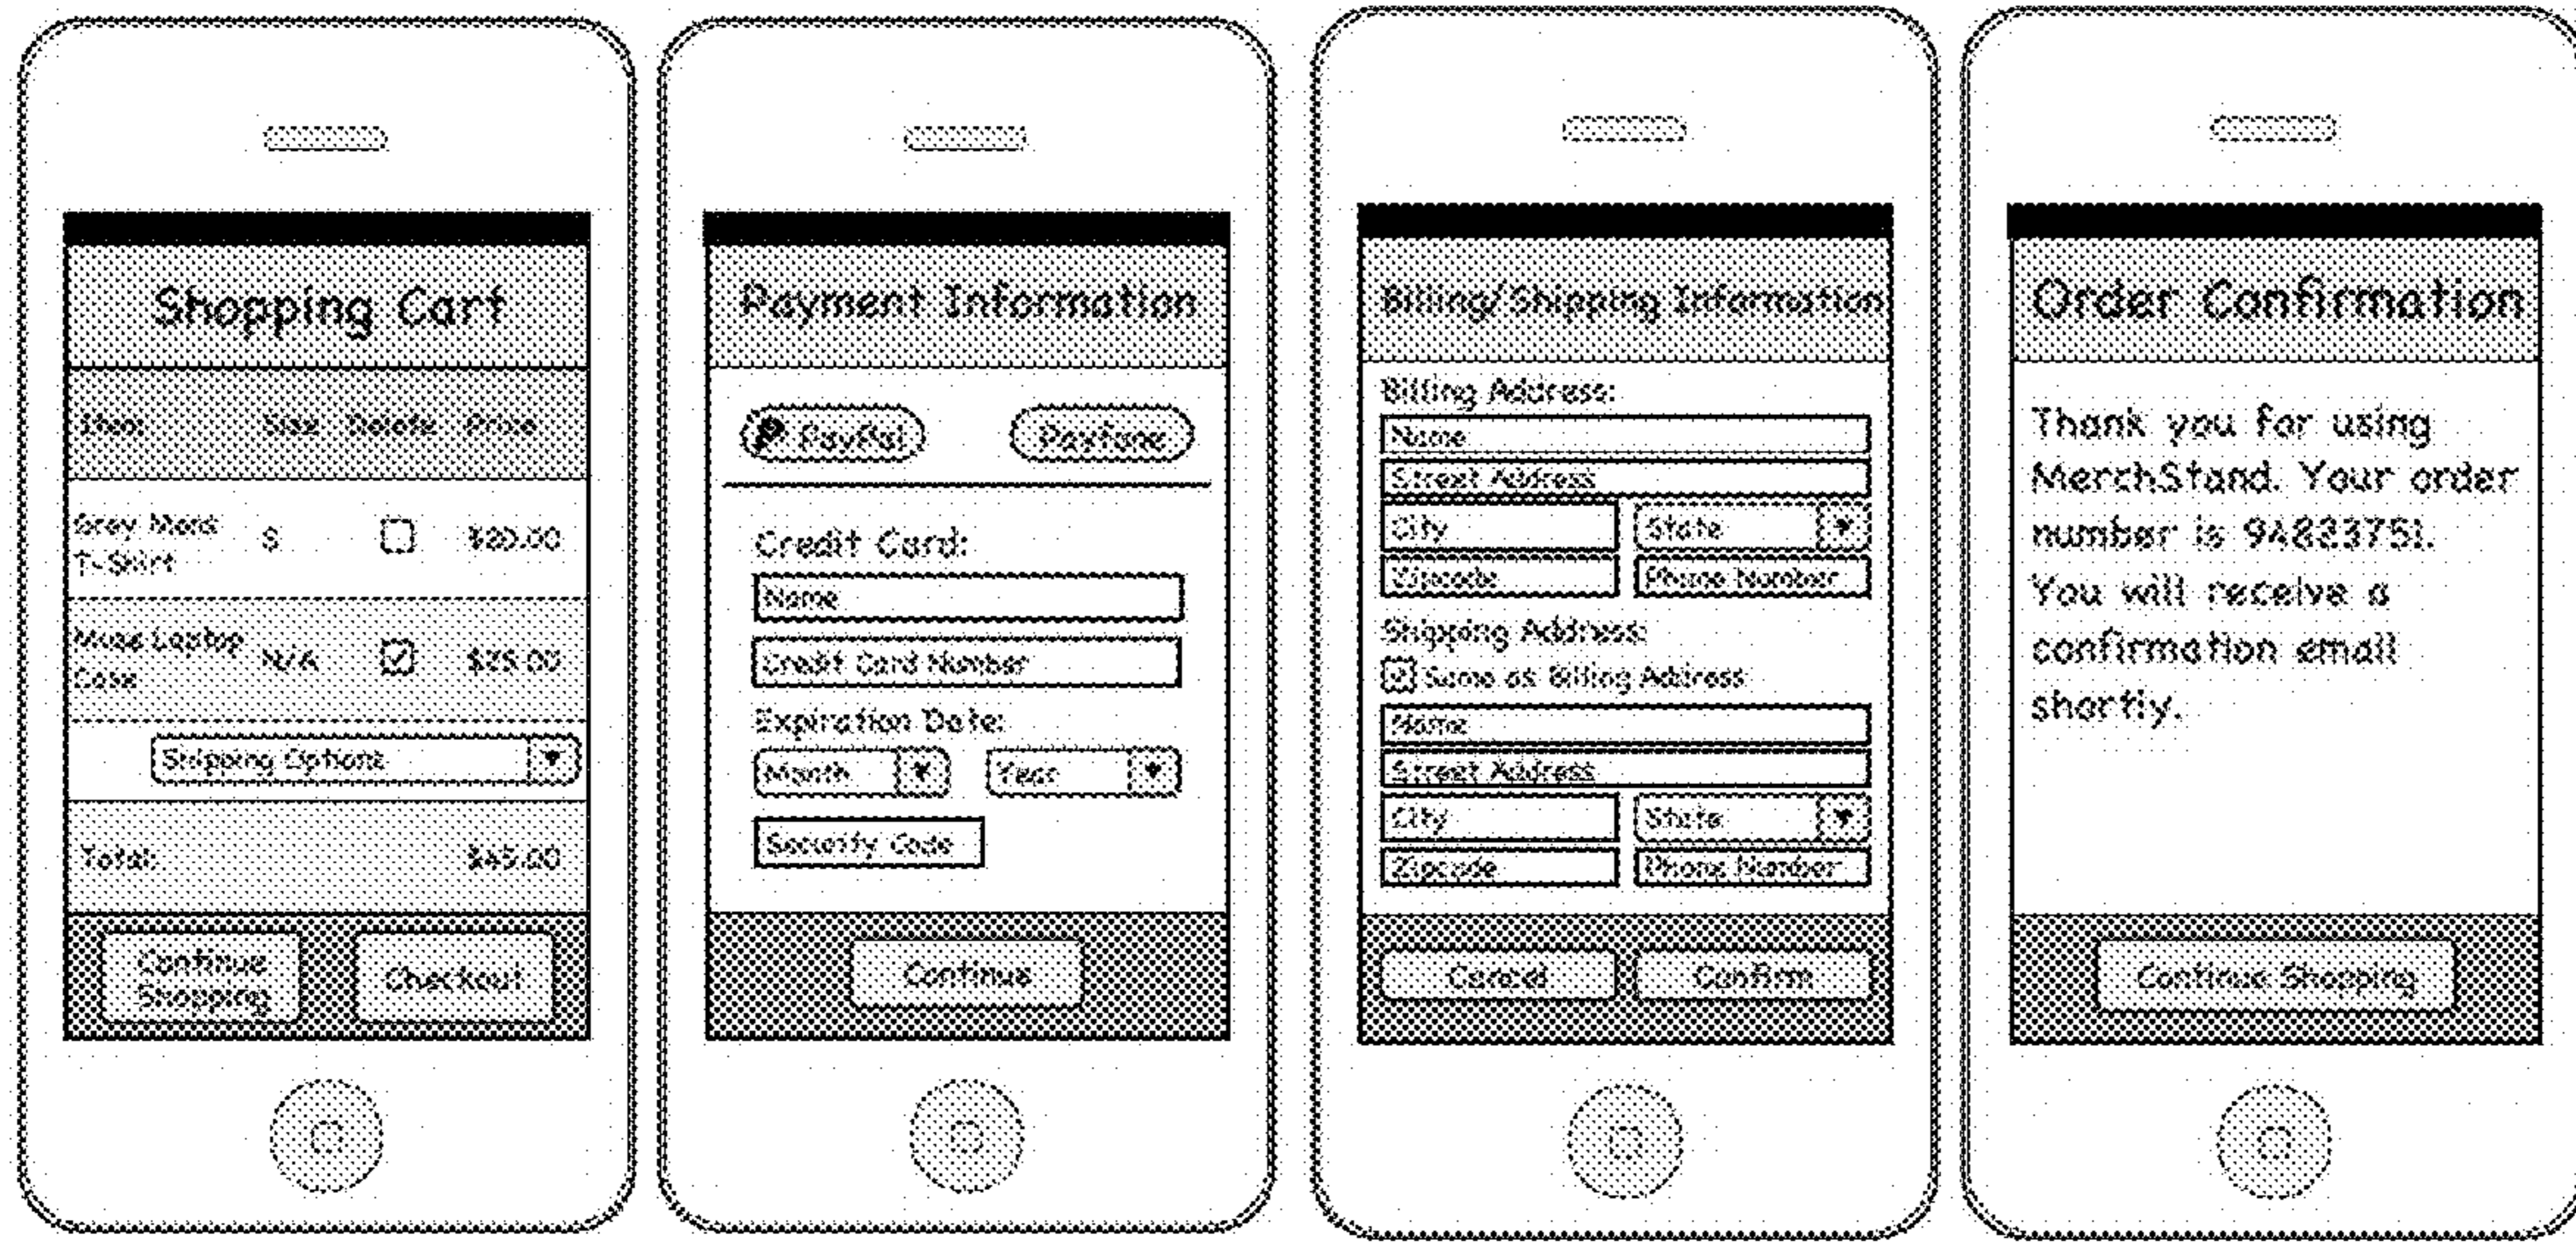 Shopping Cart
Item Size Delete Price
Grey Mens
T-Shirt
S $20.00
Muse Laptop
Case
N/A $25.00
Shipping Options
Total: $45.00
Continue
Shopping
Checkout
Payment Information
PayPal Payfone
Credit Card:
Name
Credit Card Number
Expiration Date:
Month Year
Security Code
Continue
Billing/Shipping Information
Billing Address:
Name
Street Address
City State
Zipcode Phone Number
Shipping Address:
Same as Billing Address
Name
Street Address
City State
Zipcode Phone Number
Cancel Confirm
Order Confirmation
Thank you for using
MerchStand. Your order
number is 94823751.
You will receive a
confirmation email
shortly.
Continue Shopping